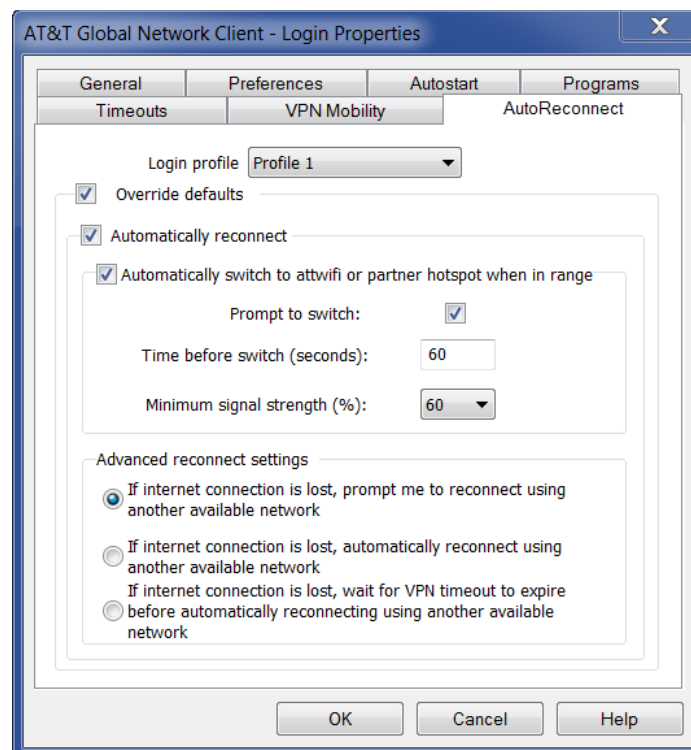 AT&T Global Network Client - Login Properties
X
General
Preferences
Autostart
Programs
Timeouts
VPN Mobility
AutoReconnect
Login profile
Profile 1
Override defaults
Automatically reconnect
Automatically switch to attwifi or partner hotspot when in range
Prompt to switch:
Time before switch (seconds):
60
Minimum signal strength (%):
60
Advanced reconnect settings
If internet connection is lost, prompt me to reconnect using
another available network
If internet connection is lost, automatically reconnect using
another available network
If internet connection is lost, wait for VPN timeout to expire
before automatically reconnecting using another available
network
OK
Cancel
Help